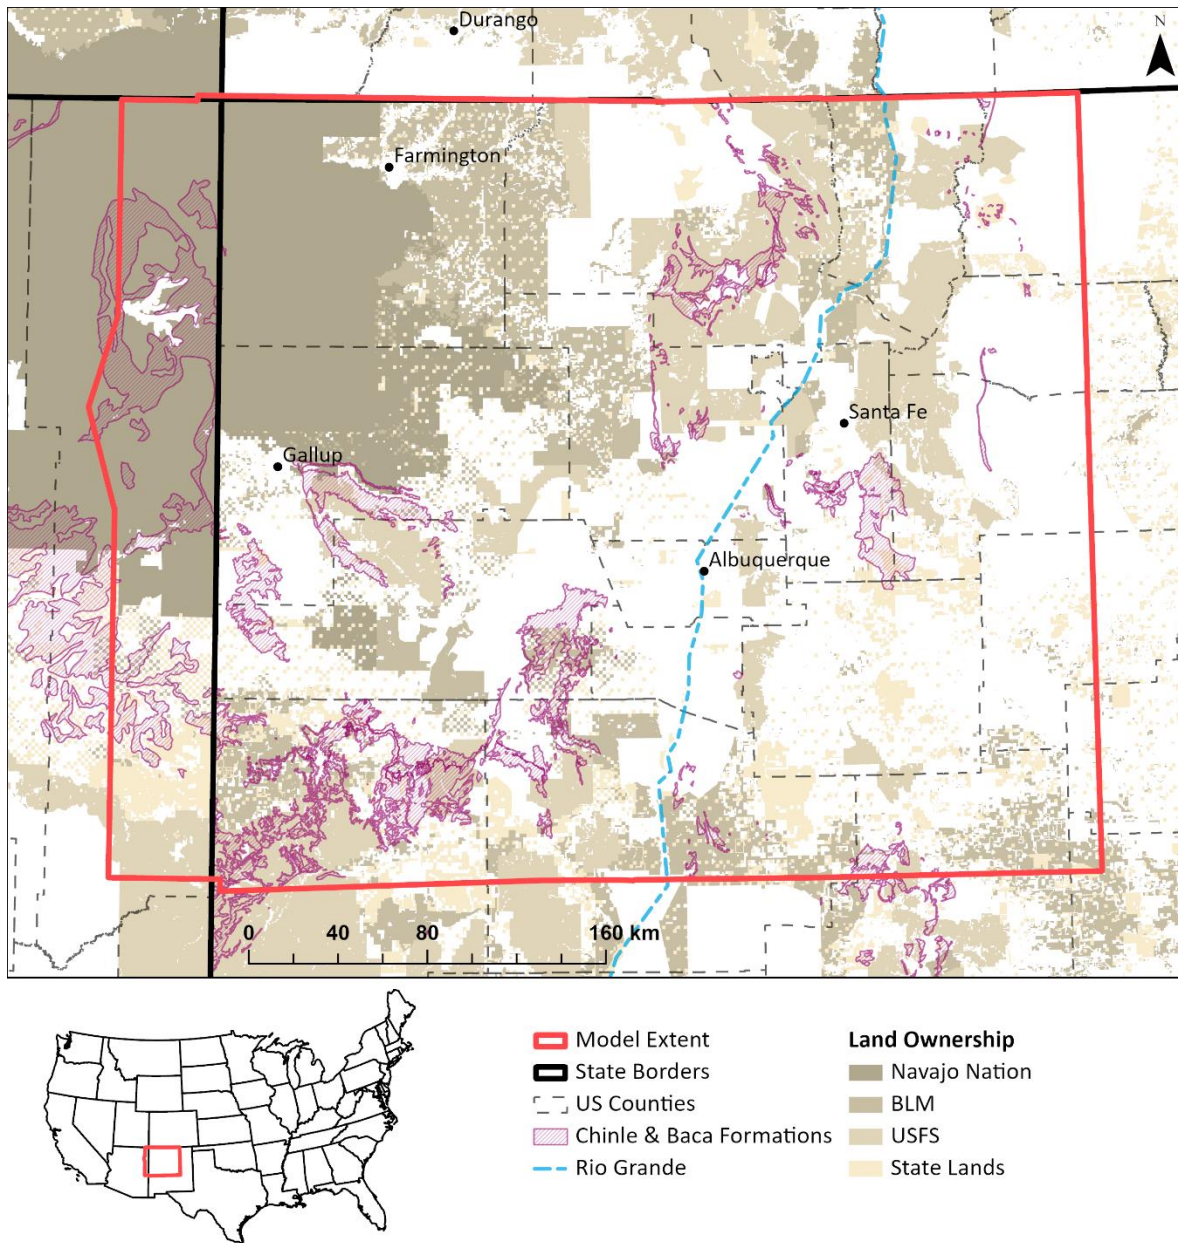 Durango
N
Farmington
Santa Fe
Gallup
Albuquerque
0 40 80 160 km
Model Extent
State Borders
US Counties
Chinle & Baca Formations
Rio Grande
Land Ownership
Navajo Nation
BLM
USFS
State Lands